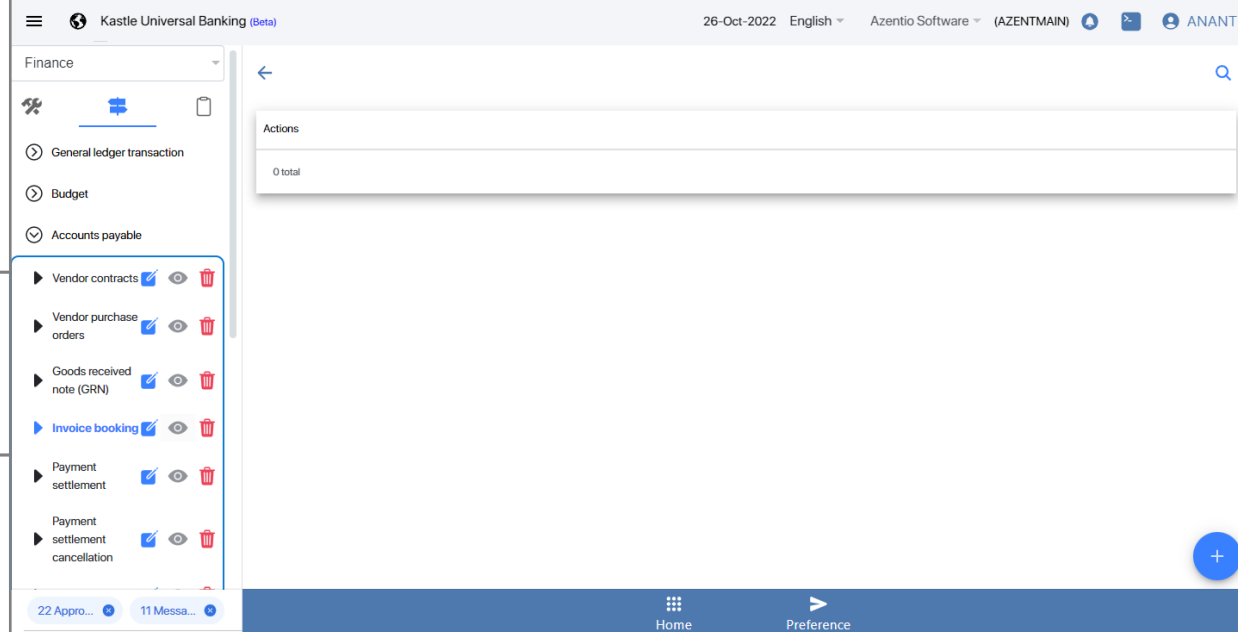 Kastle Universal Banking (Beta)
26-Oct-2022 English Azentio Software (AZENTMAIN) ANANT
Finance
General ledger transaction
Budget
Accounts payable
Vendor contracts
Vendor purchase
orders
Goods received
note (GRN)
Invoice booking
Payment
settlement
Payment
settlement
cancellation
22 Appro...
11 Messa...
Actions
0 total
Home
Preference